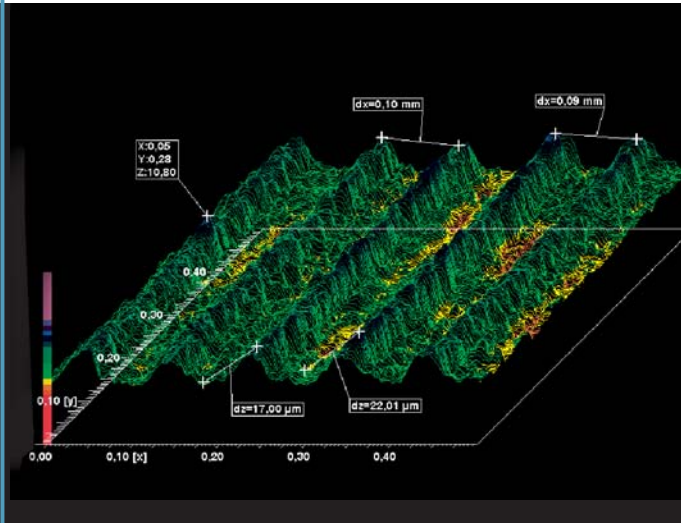 dx=0,10 mm
dx=0,09 mm
X:0,05
Y:0,28
Z:10,80
0,40
0,30
0,20
0,10 [y]
dz=17,00 µm
dz=22,01 µm
0,00
0,10 [x]
0,20
0,30
0,40